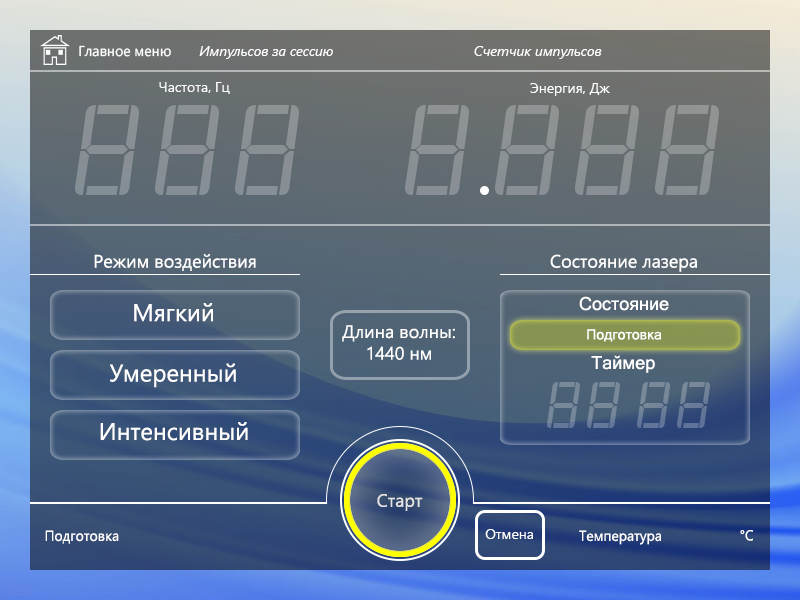 Главное меню
Импульсов за сессию
Счетчик импульсов
Частота, Гц
Энергия, Дж
Режим воздействия
Состояние лазера
Мягкий
Умеренный
Интенсивный
Длина волны:
1440 нм
Состояние
Подготовка
Таймер
Старт
Подготовка
Отмена
Температура
°C